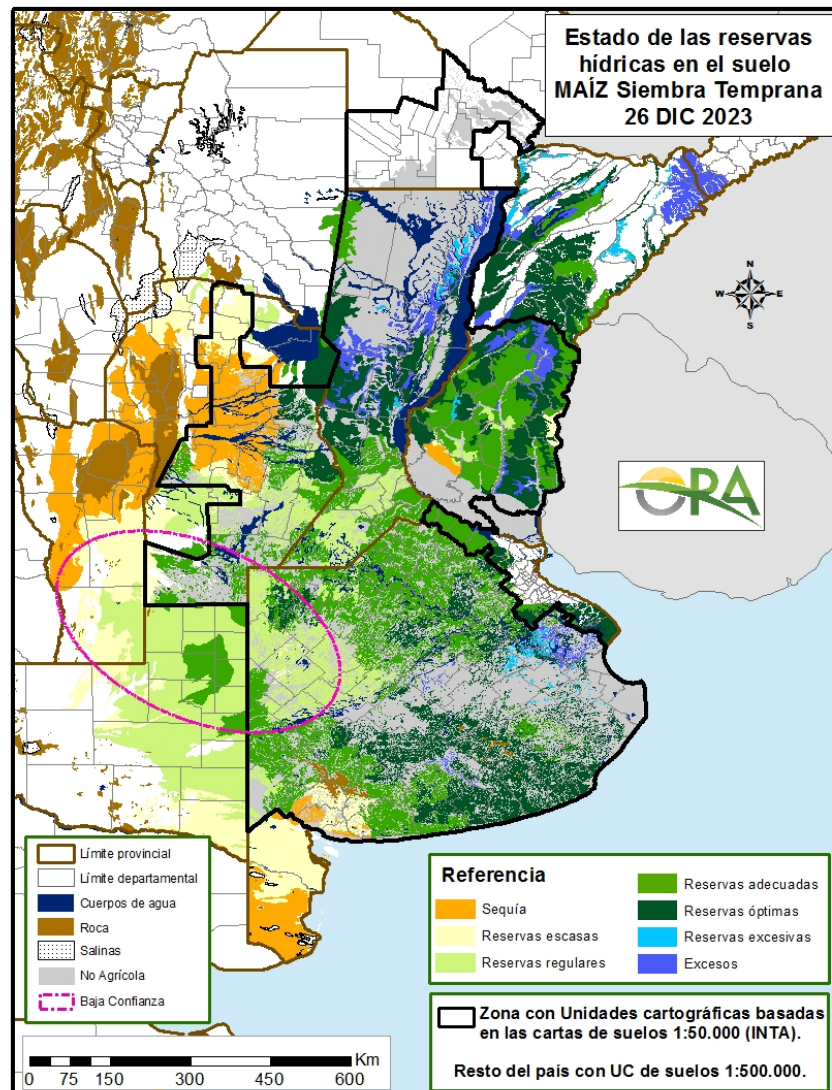 Estado de las reservas
hídricas en el suelo
MAÍZ Siembra Temprana
26 DIC 2023
N
W
E
S
OPA
Límite provincial
Límite departamental
Cuerpos de agua
Roca
Salinas
No Agrícola
Baja Confianza
Referencia
Sequía
Reservas escasas
Reservas regulares
Reservas adecuadas
Reservas óptimas
Reservas excesivas
Excesos
Zona con Unidades cartográficas basadas
en las cartas de suelos 1:50.000 (INTA).
Resto del país con UC de suelos 1:500.000.
Km
0 75 150 300 450 600